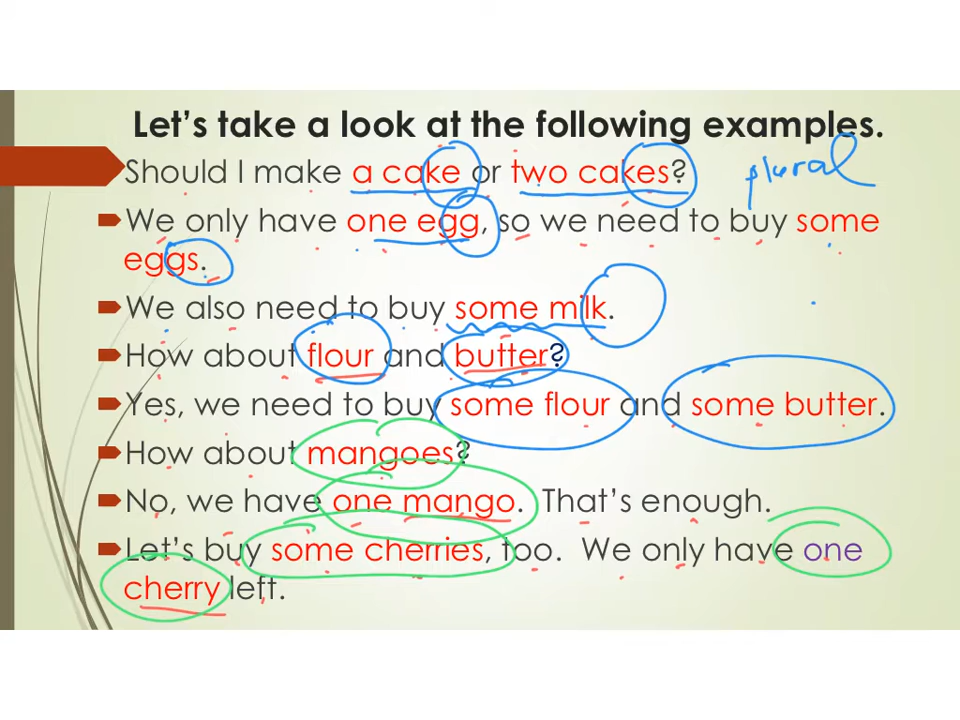 Let's take a look at the following examples.
Should I make a cake or two cakes? plural
We only have one egg, so we need to buy some
eggs.
We also need to buy some milk.
How about flour and butter?
Yes, we need to buy some flour and some butter.
How about mangoes?
No, we have one mango. That's enough.
Let's buy some cherries, too. We only have one
cherry left.